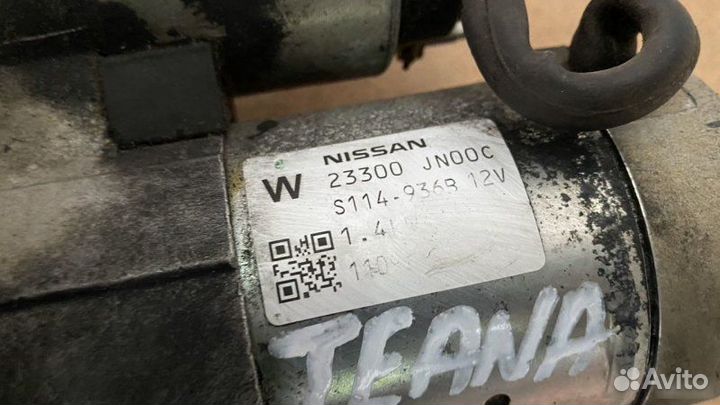 NISSAN
W 23300 JN00C
S114-936B 12V
TEANA
Avito